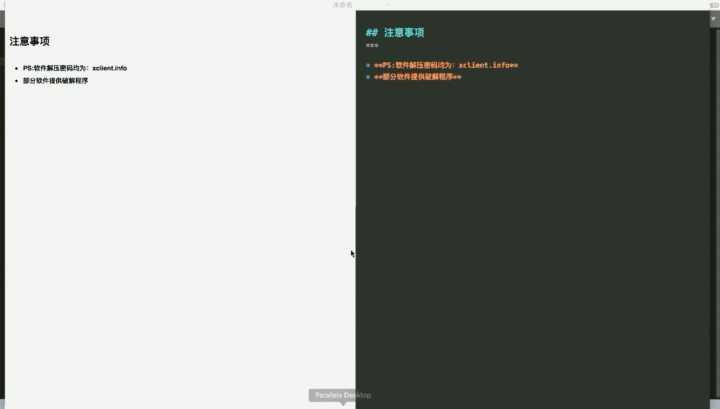 未命名
注意事项
• PS:软件解压密码均为：xclient.info
• 部分软件提供破解程序
## 注意事项
***
* **PS:软件解压密码均为：xclient.info**
* **部分软件提供破解程序**
Parallels Desktop